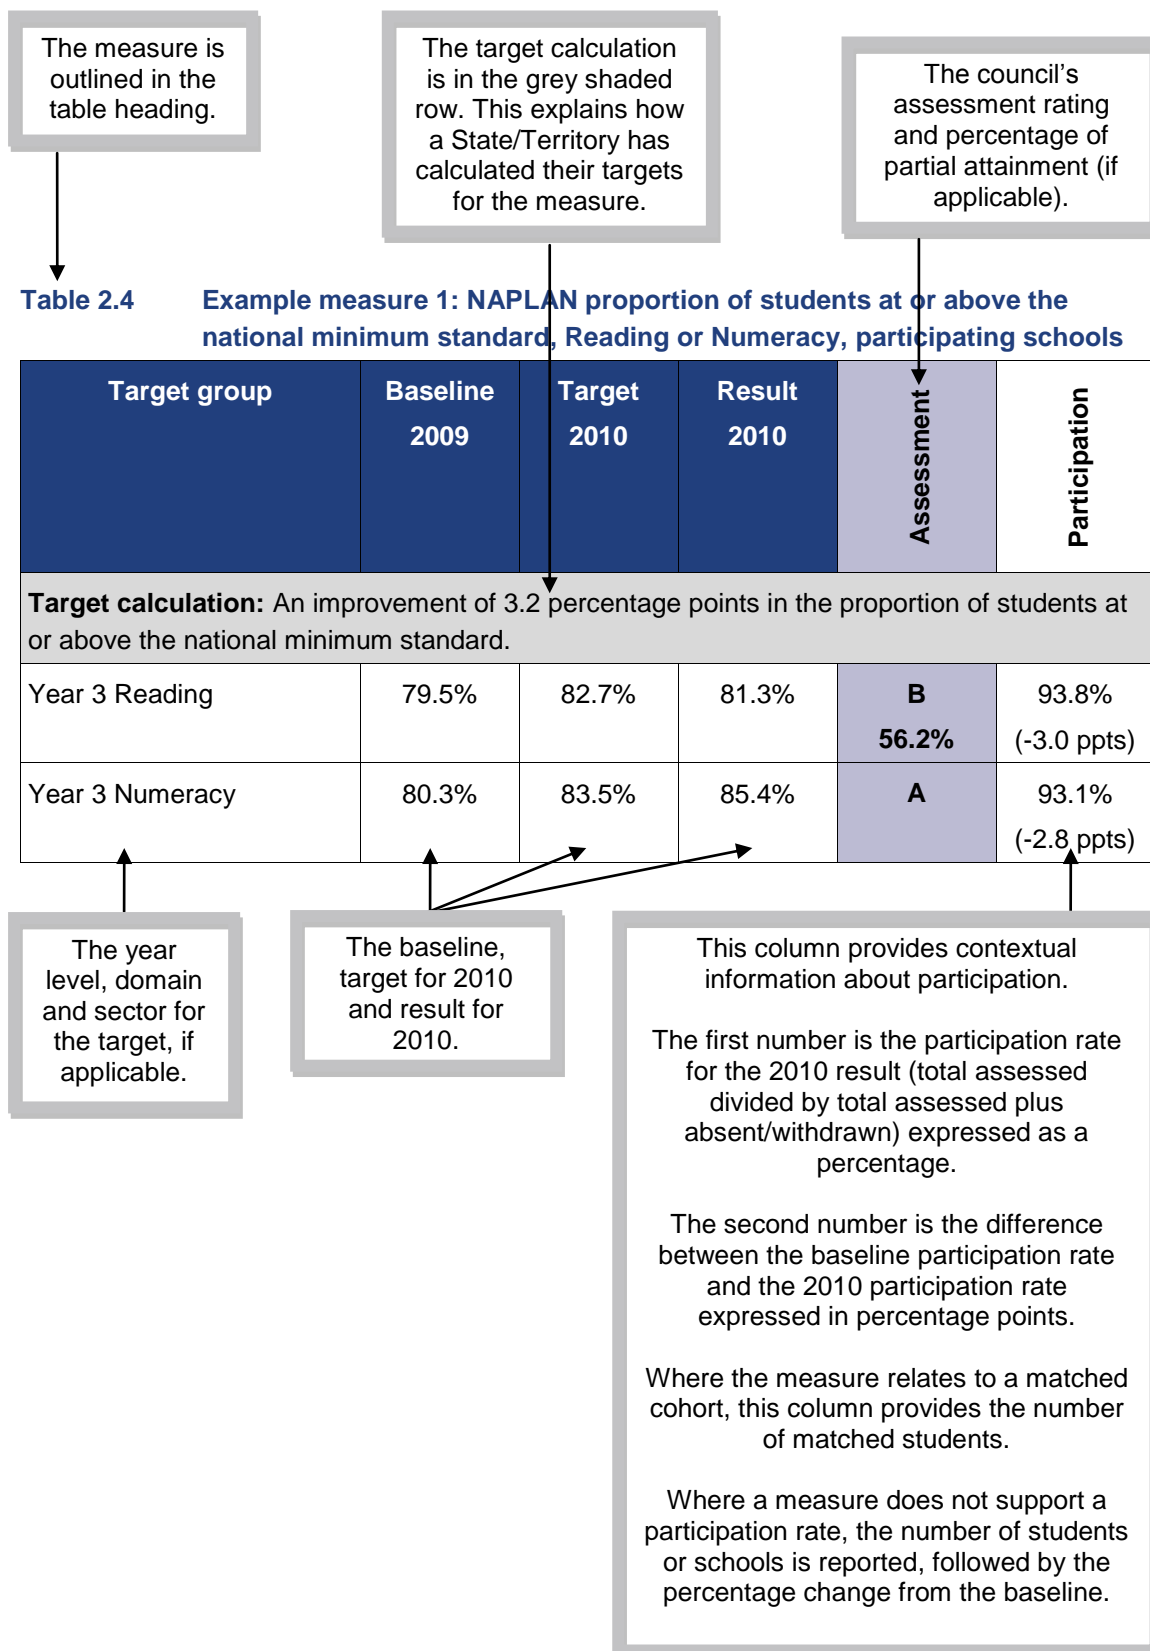 The measure is
outlined in the
table heading.
The target calculation
is in the grey shaded
row. This explains how
a State/Territory has
calculated their targets
for the measure.
The council’s
assessment rating
and percentage of
partial attainment (if
applicable).
Table 2.4 Example measure 1: NAPLAN proportion of students at or above the
national minimum standard, Reading or Numeracy, participating schools
Target group Baseline 2009 Target 2010 Result 2010 Assessment Participation
Target calculation: An improvement of 3.2 percentage points in the proportion of students at
or above the national minimum standard.
Year 3 Reading 79.5% 82.7% 81.3% B 93.8%
56.2% (-3.0 ppts)
Year 3 Numeracy 80.3% 83.5% 85.4% A 93.1%
(-2.8 ppts)
The year
level, domain
and sector for
the target, if
applicable.
The baseline,
target for 2010
and result for
2010.
This column provides contextual
information about participation.
The first number is the participation rate
for the 2010 result (total assessed
divided by total assessed plus
absent/withdrawn) expressed as a
percentage.
The second number is the difference
between the baseline participation rate
and the 2010 participation rate
expressed in percentage points.
Where the measure relates to a matched
cohort, this column provides the number
of matched students.
Where a measure does not support a
participation rate, the number of students
or schools is reported, followed by the
percentage change from the baseline.